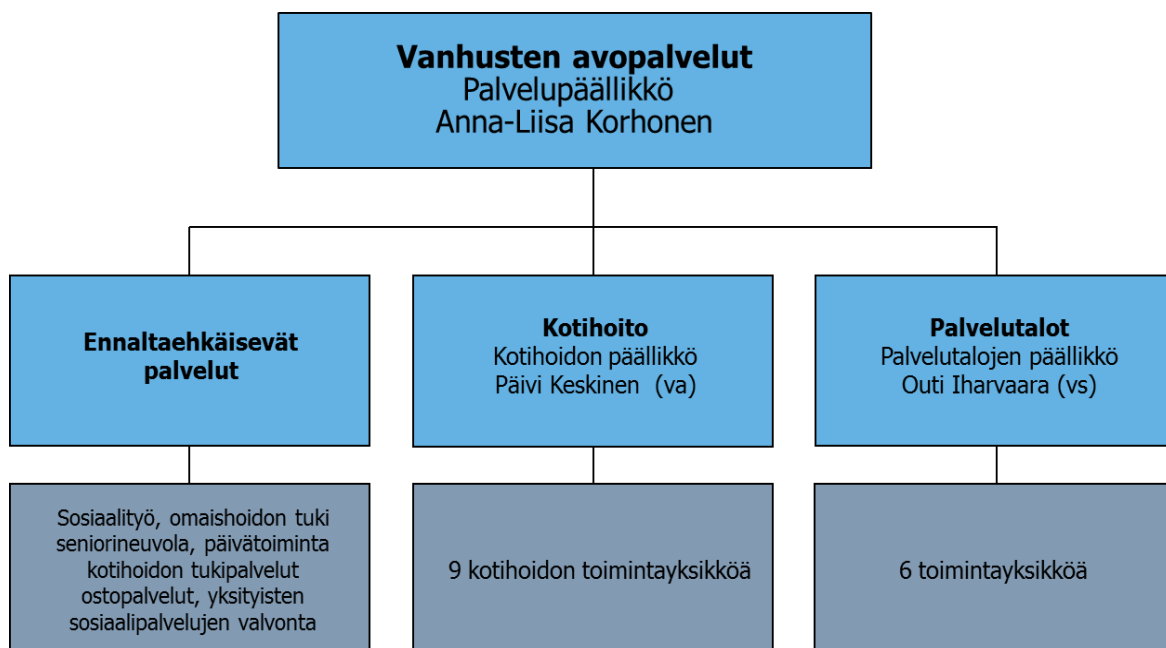 Vanhusten avopalvelut
Palvelupäällikkö
Anna-Liisa Korhonen
Ennaltaehkäisevät
palvelut
Kotihoito
Kotihoidon päällikkö
Päivi Keskinen (va)
Palvelutalot
Palvelutalojen päällikkö
Outi Iharvaara (vs)
Sosiaalityö, omaishoidon tuki
seniorineuvola, päivätoiminta
kotihoidon tukipalvelut
ostopalvelut, yksityisten
sosiaalipalvelujen valvonta
9 kotihoidon toimintayksikköä
6 toimintayksikköä